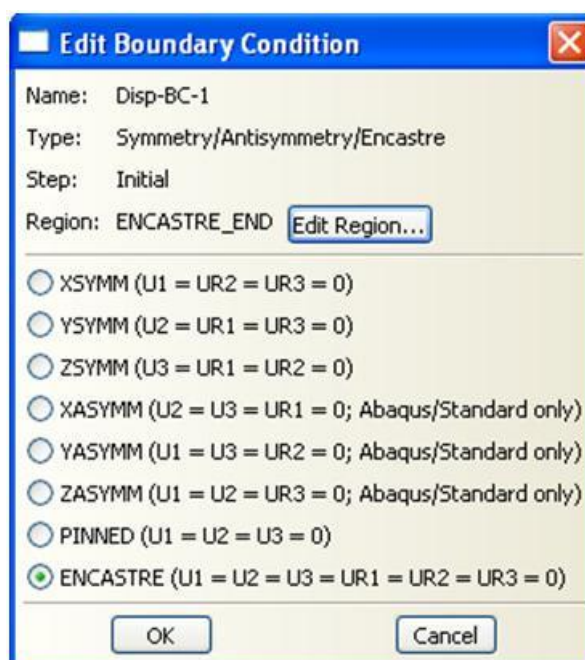 Edit Boundary Condition
Name: Disp-BC-1
Type: Symmetry/Antisymmetry/Encastre
Step: Initial
Region: ENCASTRE_END Edit Region...
XSYMM (U1 = UR2 = UR3 = 0)
YSYMM (U2 = UR1 = UR3 = 0)
ZSYMM (U3 = UR1 = UR2 = 0)
XASYMM (U2 = U3 = UR1 = 0; Abaqus/Standard only)
YASYMM (U1 = U3 = UR2 = 0; Abaqus/Standard only)
ZASYMM (U1 = U2 = UR3 = 0; Abaqus/Standard only)
PINNED (U1 = U2 = U3 = 0)
ENCASTRE (U1 = U2 = U3 = UR1 = UR2 = UR3 = 0)
OK Cancel